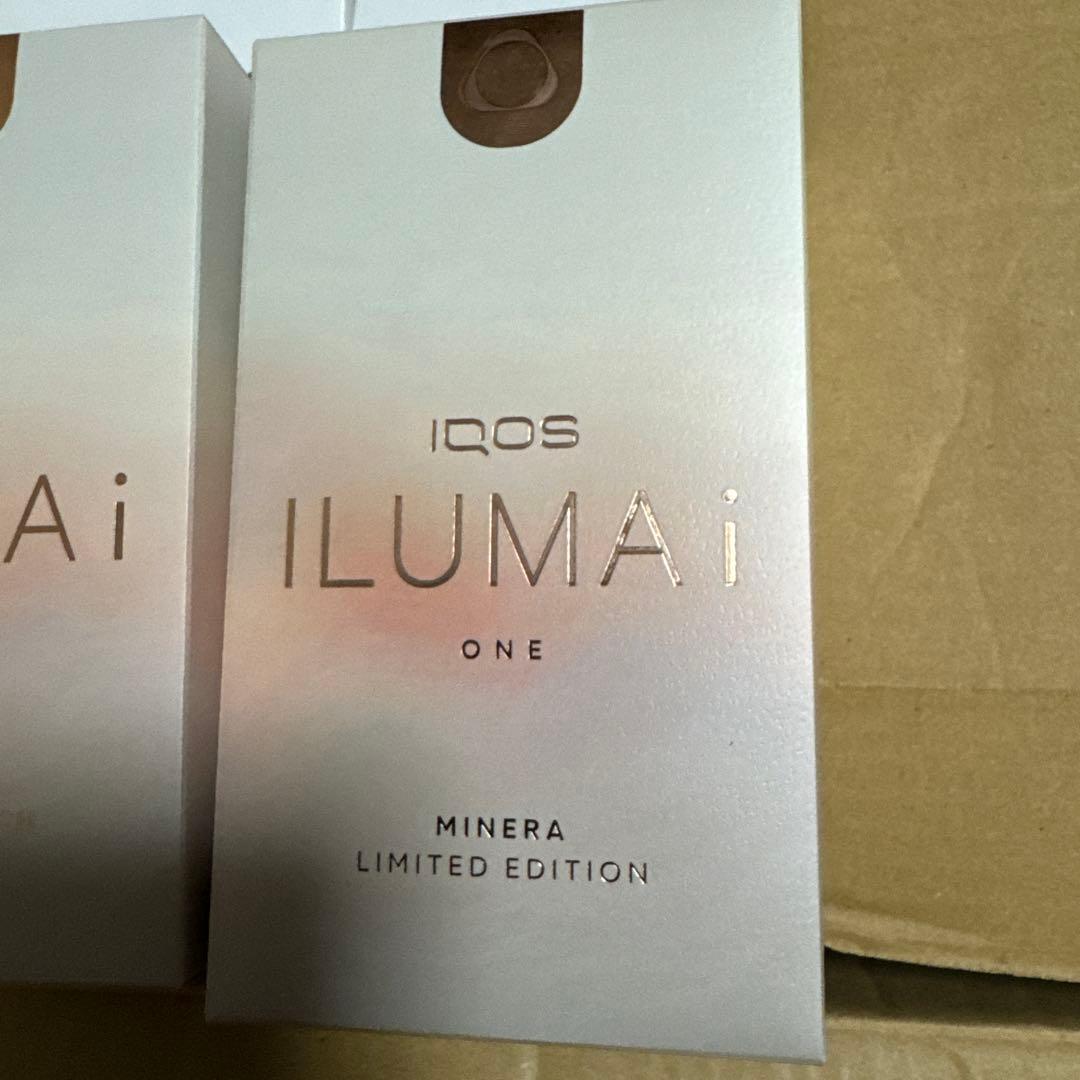 A i
IQOS
ILUMA i
ONE
MINERA
LIMITED EDITION